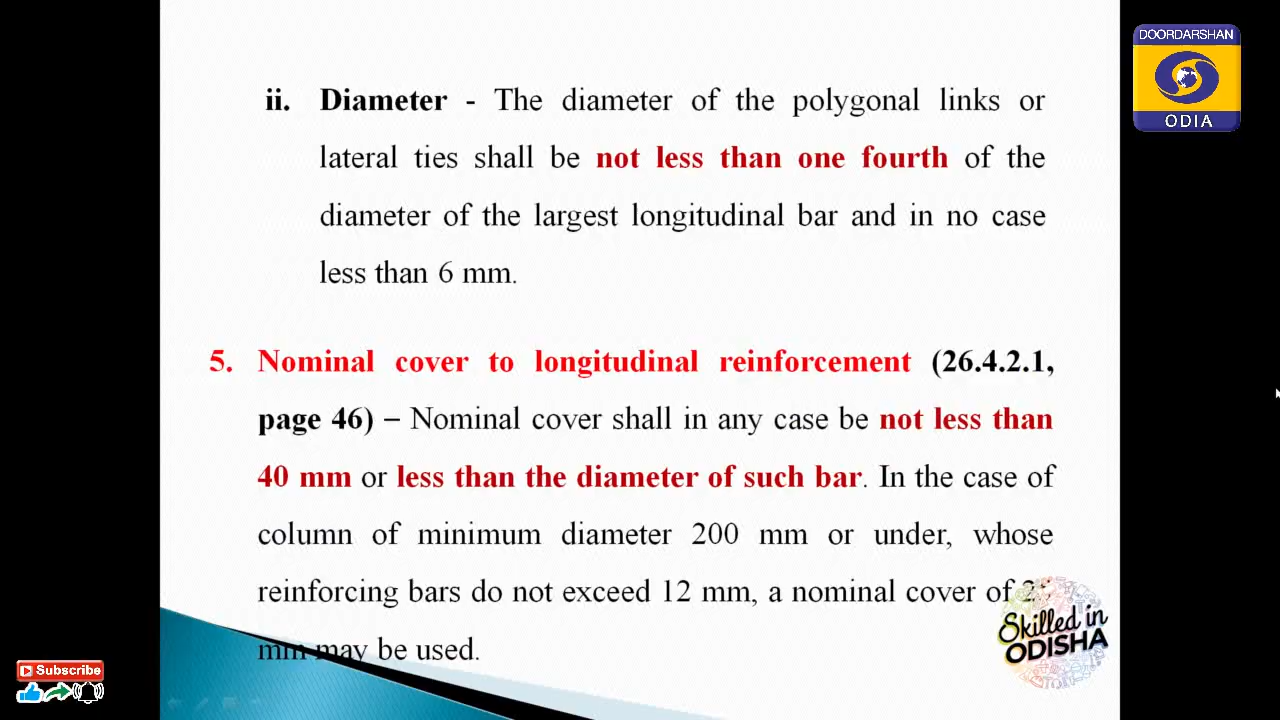 DOORDARSHAN
ODIA
ii. Diameter - The diameter of the polygonal links or
lateral ties shall be not less than one fourth of the
diameter of the largest longitudinal bar and in no case
less than 6 mm.
5. Nominal cover to longitudinal reinforcement (26.4.2.1,
page 46) – Nominal cover shall in any case be not less than
40 mm or less than the diameter of such bar. In the case of
column of minimum diameter 200 mm or under, whose
reinforcing bars do not exceed 12 mm, a nominal cover of
mm may be used.
Skilled in
ODISHA
Subscribe